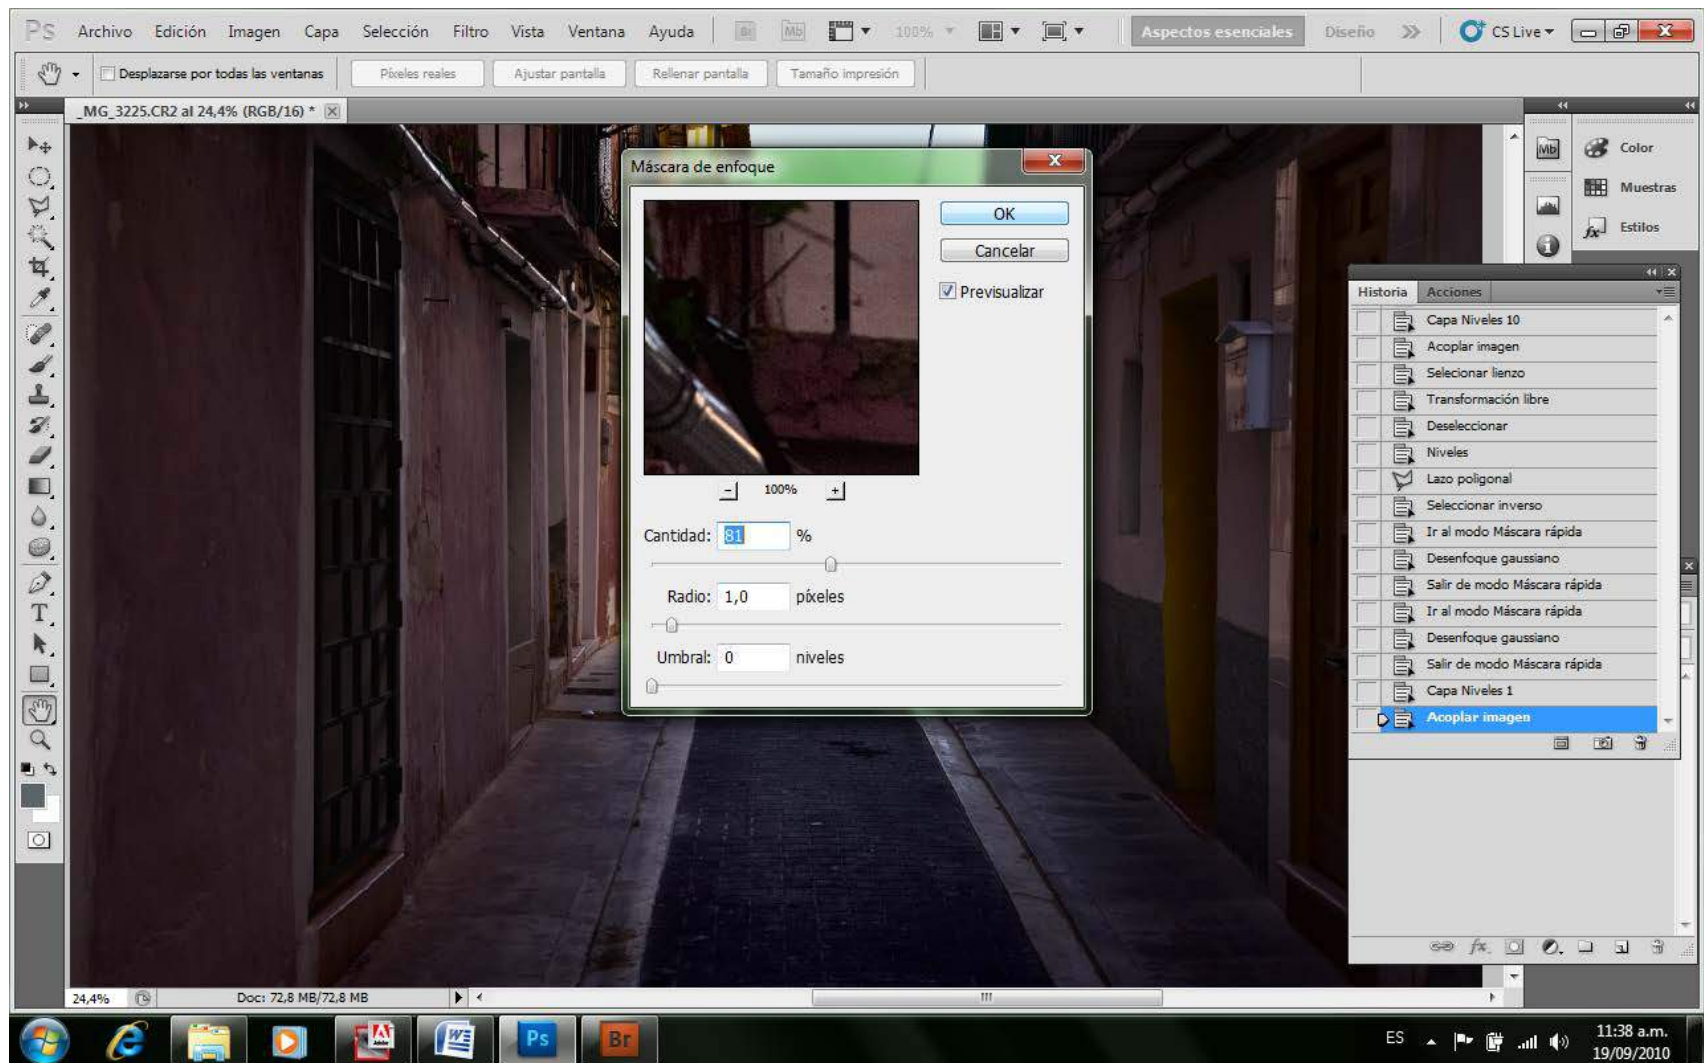 Ps Archivo Edición Imagen Capa Selección Filtro Vista Ventana Ayuda Br Mb 100% Aspectos esenciales Diseño CS Live
Desplazarse por todas las ventanas Píxeles reales Ajustar pantalla Rellenar pantalla Tamaño impresión
_MG_3225.CR2 al 24,4% (RGB/16) *
Máscara de enfoque
OK
Cancelar
Previsualizar
100%
Cantidad: 81 %
Radio: 1,0 píxeles
Umbral: 0 niveles
Mb Color
Muestras
Estilos
Historia Acciones
Capa Niveles 10
Acoplar imagen
Selecionar lienzo
Transformación libre
Deseleccionar
Niveles
Lazo poligonal
Seleccionar inverso
Ir al modo Máscara rápida
Desenfoque gaussiano
Salir de modo Máscara rápida
Ir al modo Máscara rápida
Desenfoque gaussiano
Salir de modo Máscara rápida
Capa Niveles 1
Acoplar imagen
24,4% Doc: 72,8 MB/72,8 MB
Adobe W Ps Br ES 11:38 a.m.
19/09/2010